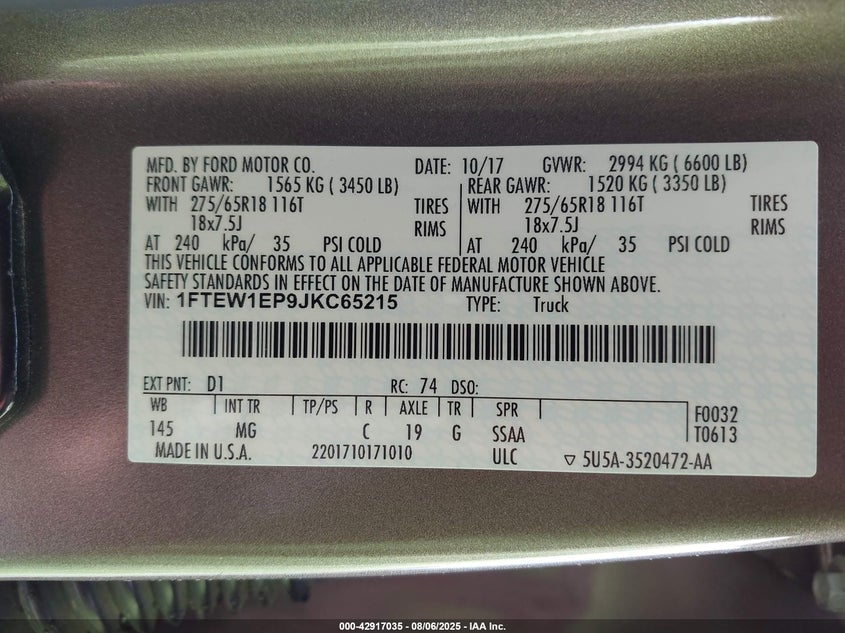 MFD. BY FORD MOTOR CO. DATE: 10/17 GVWR: 2994 KG ( 6600 LB)
FRONT GAWR: 1565 KG ( 3450 LB) REAR GAWR: 1520 KG ( 3350 LB)
WITH 275/65R18 116T TIRES WITH 275/65R18 116T TIRES
18x7.5J RIMS 18x7.5J RIMS
AT 240 kPa/ 35 PSI COLD AT 240 kPa/ 35 PSI COLD
THIS VEHICLE CONFORMS TO ALL APPLICABLE FEDERAL MOTOR VEHICLE
SAFETY STANDARDS IN EFFECT ON THE DATE OF MANUFACTURE SHOWN ABOVE.
VIN: 1FTEW1EP9JKC65215 TYPE: Truck
EXT PNT: D1 RC: 74 DSO:
WB INT TR TP/PS R AXLE TR SPR F0032
145 MG C 19 G SSAA T0613
MADE IN U.S.A. 2201710171010 ULC ▽ 5U5A-3520472-AA
000-42917035 - 08/06/2025 - IAA Inc.